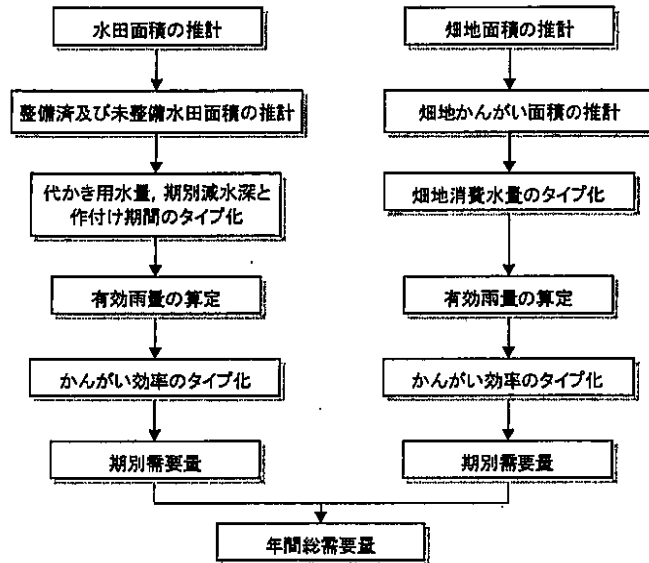 水田面積の推計
整備済及び未整備水田面積の推計
代かき用水量, 期別減水深と
作付け期間のタイプ化
有効雨量の算定
かんがい効率のタイプ化
期別需要量
畑地面積の推計
畑地かんがい面積の推計
畑地消費水量のタイプ化
有効雨量の算定
かんがい効率のタイプ化
期別需要量
年間総需要量